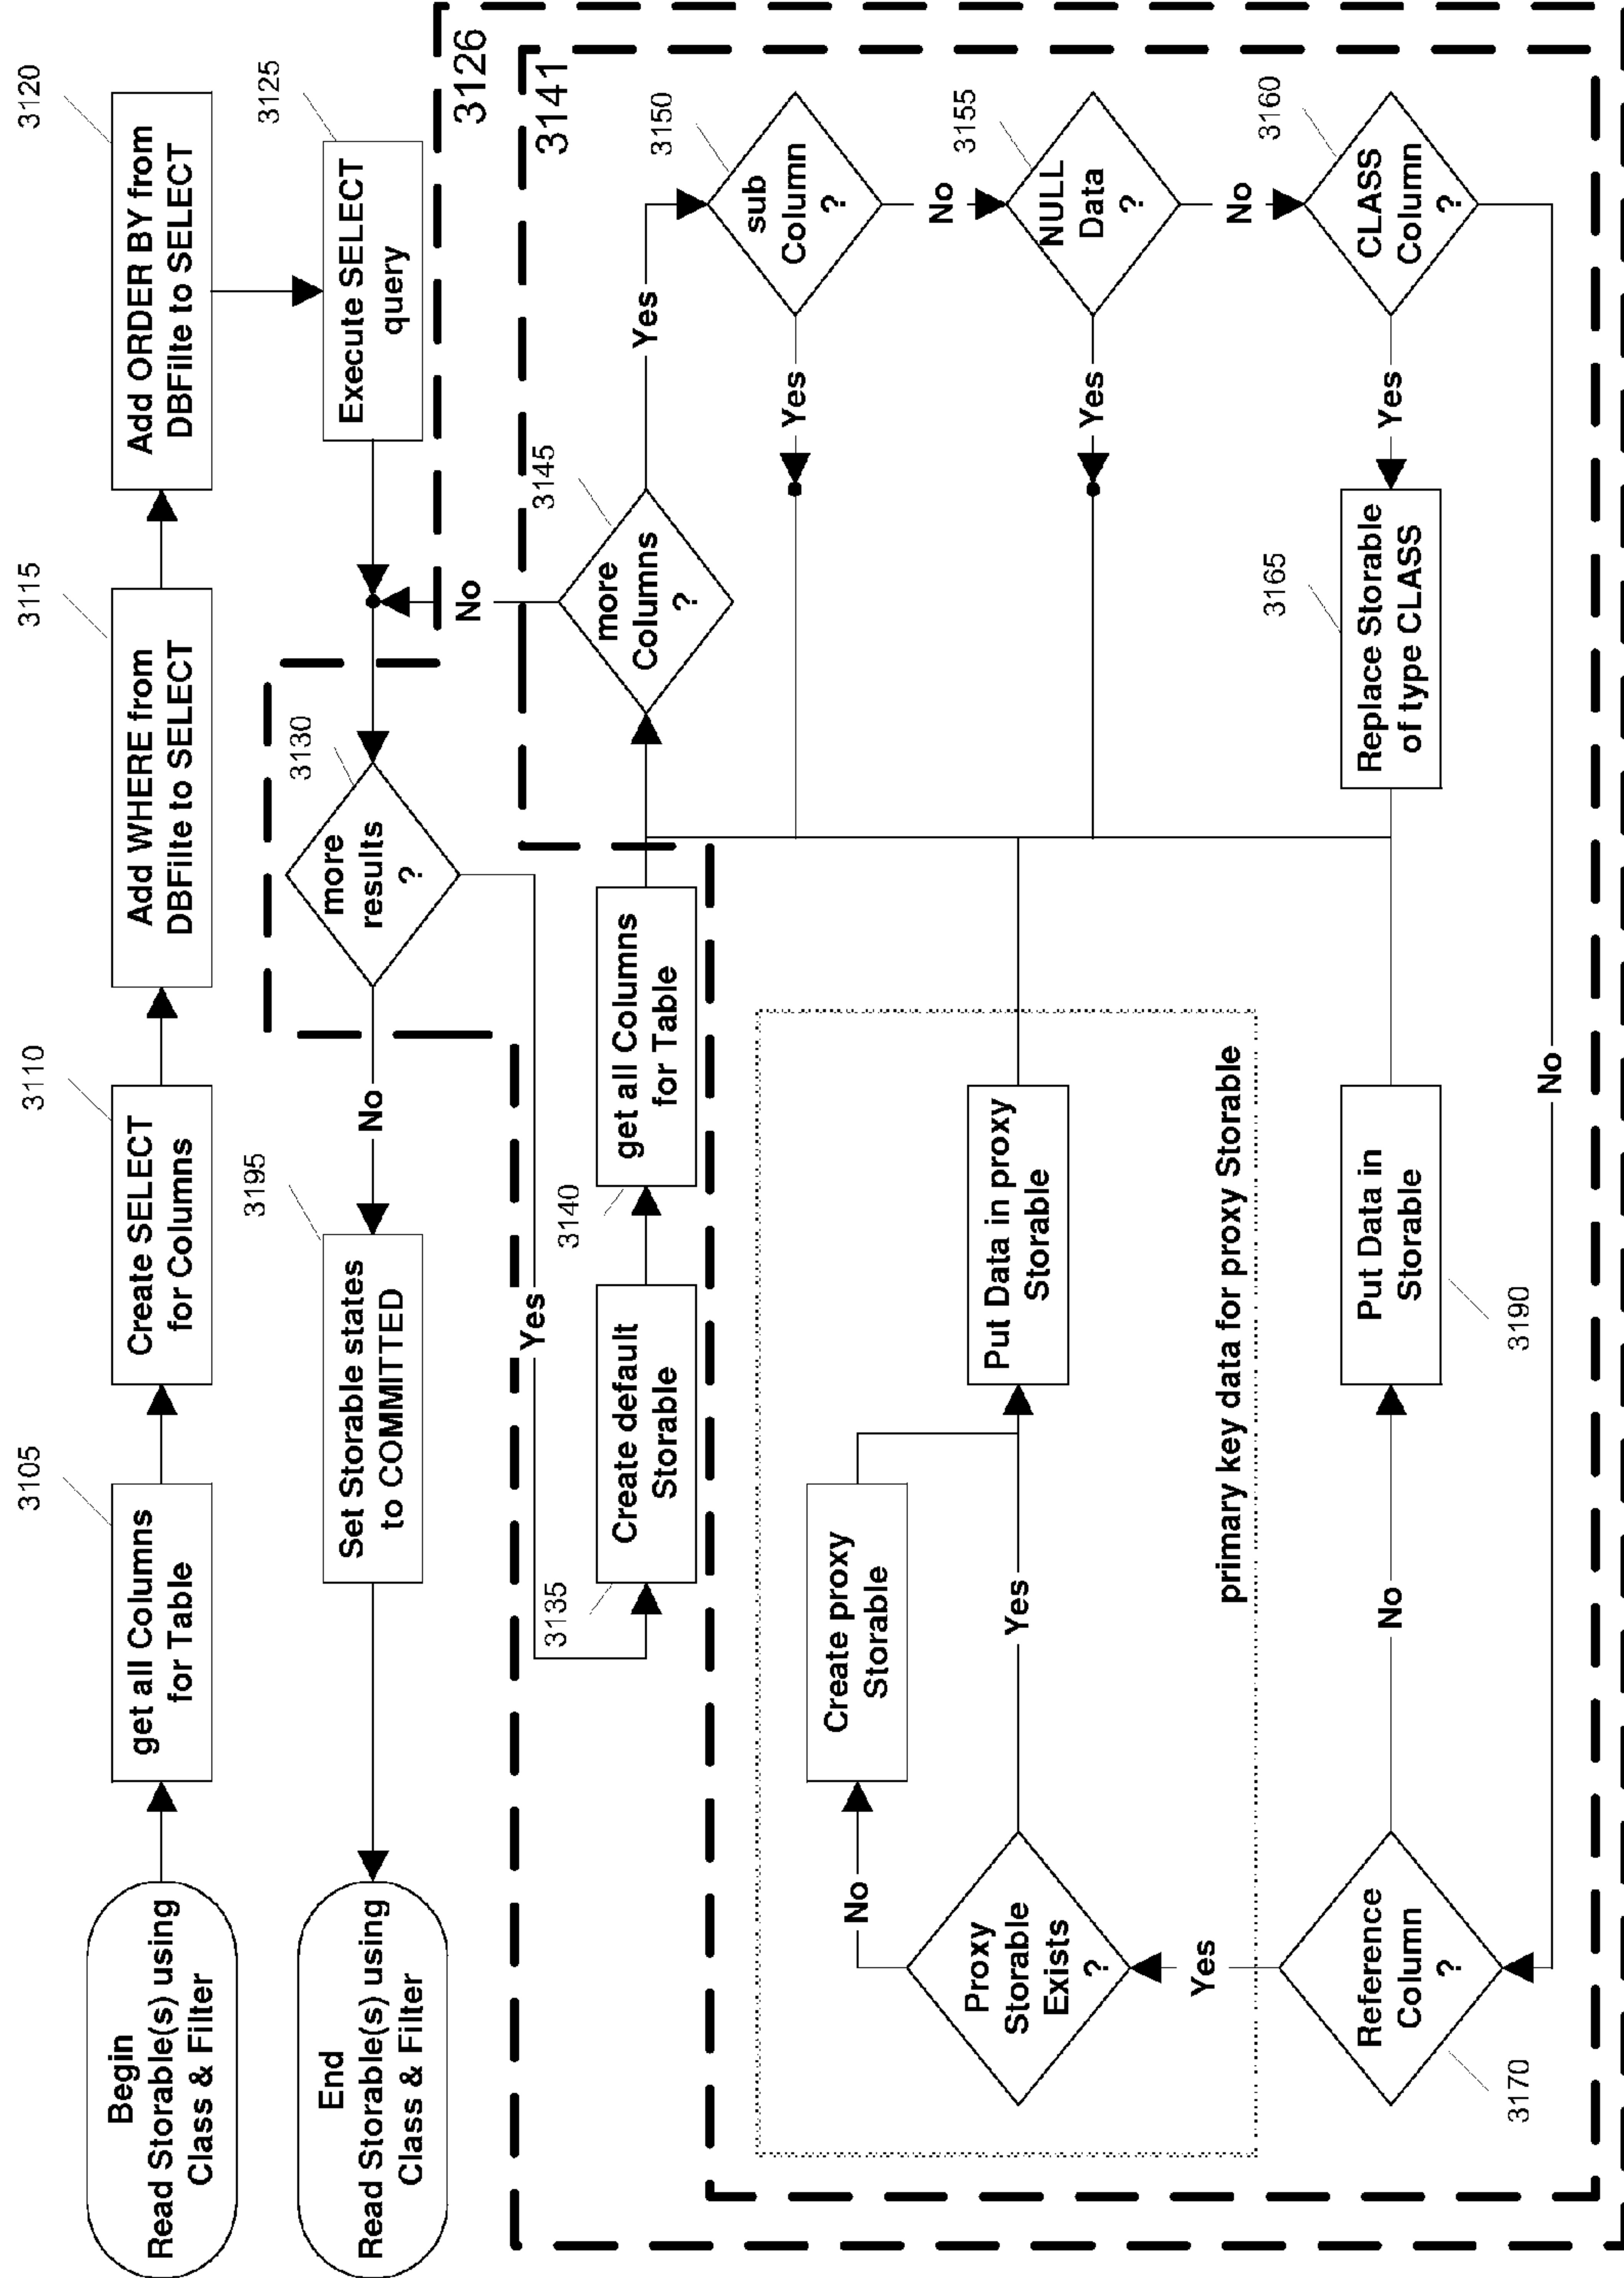 3105
3110
3115
3120
Begin
Read Storable(s) using
Class & Filter
get all Columns
for Table
Create SELECT
for Columns
Add WHERE from
DBFilte to SELECT
Add ORDER BY from
DBFilte to SELECT
3195
3130
3125
End
Read Storable(s) using
Class & Filter
Set Storable states
to COMMITTED
No
more
results
?
Execute SELECT
query
3126
No
Yes
3135
3140
3145
3141
Create default
Storable
get all Columns
for Table
more
Columns
?
Yes
3150
sub
Column
?
Yes
No
Create proxy
Storable
No
Proxy
Storable
Exists
?
Yes
Put Data in proxy
Storable
3155
NULL
Data
?
Yes
No
Yes
primary key data for proxy Storable
3165
3160
Reference
Column
?
No
Put Data in
Storable
Replace Storable
of type CLASS
Yes
CLASS
Column
?
3170
3190
No